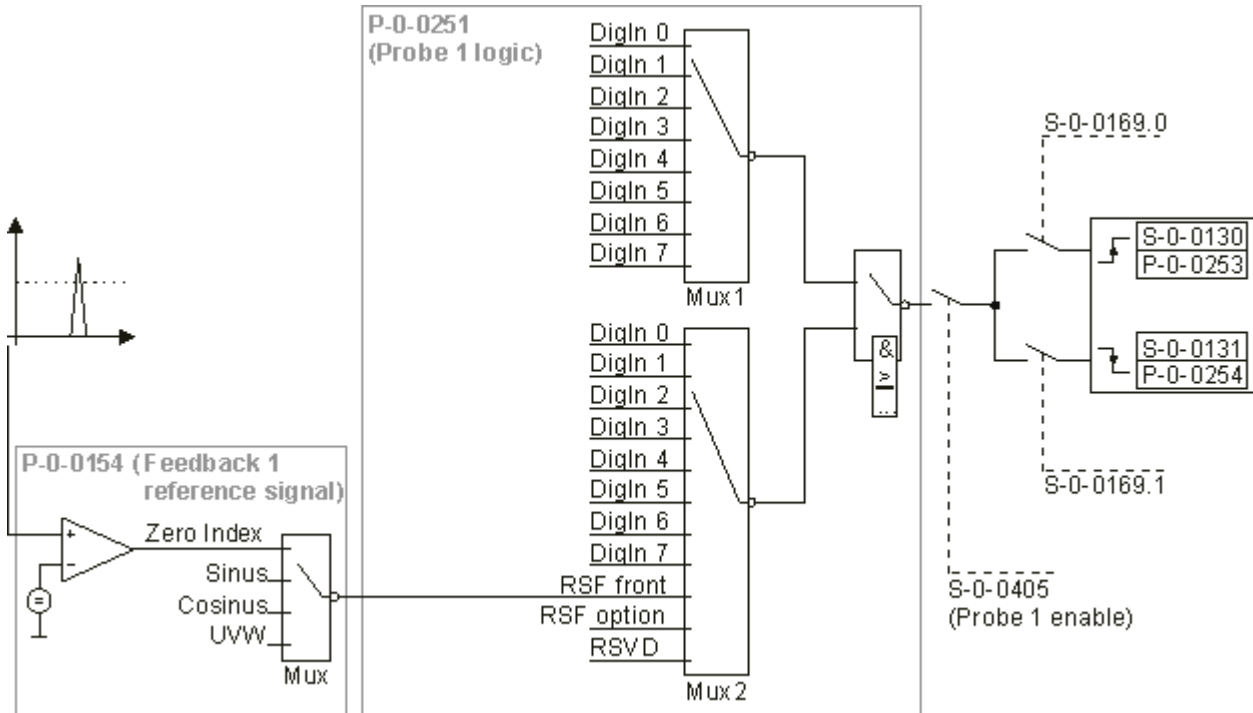 P-0-0251
(Probe 1 logic)
DigIn 0
DigIn 1
DigIn 2
DigIn 3
DigIn 4
DigIn 5
DigIn 6
DigIn 7
Mux1
DigIn 0
DigIn 1
DigIn 2
DigIn 3
DigIn 4
DigIn 5
DigIn 6
DigIn 7
RSF front
RSF option
RSVD
Mux2
&
≥
...
S-0-0169.0
S-0-0130
P-0-0253
S-0-0131
P-0-0254
S-0-0169.1
S-0-0405
(Probe 1 enable)
P-0-0154 (Feedback 1
reference signal)
+
−
=
Zero Index
Sinus
Cosinus
UVW
Mux